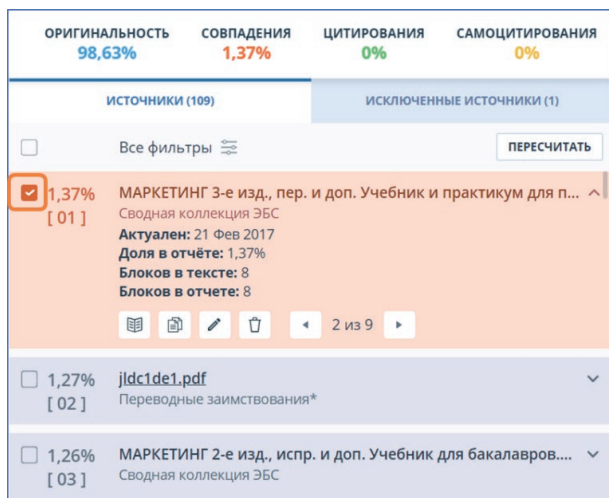 ОРИГИНАЛЬНОСТЬ СОВПАДЕНИЯ ЦИТИРОВАНИЯ САМОЦИТИРОВАНИЯ
98,63% 1,37% 0% 0%
ИСТОЧНИКИ (109) ИСКЛЮЧЕННЫЕ ИСТОЧНИКИ (1)
Все фильтры ПЕРЕСЧИТАТЬ
1,37% МАРКЕТИНГ 3-е изд., пер. и доп. Учебник и практикум для п...
[ 01 ] Сводная коллекция ЭБС
Актуален: 21 Фев 2017
Доля в отчёте: 1,37%
Блоков в тексте: 8
Блоков в отчете: 8
2 из 9
1,27% jldc1de1.pdf
[ 02 ] Переводные заимствования*
1,26% МАРКЕТИНГ 2-е изд., испр. и доп. Учебник для бакалавров....
[ 03 ] Сводная коллекция ЭБС